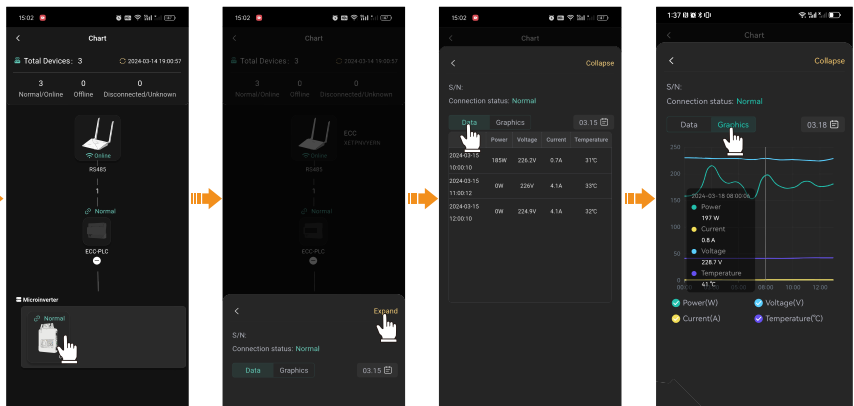 15:02
Chart
Total Devices: 3
2024-03-14 19:00:57
3
0
0
Normal/Online
Offline
Disconnected/Unknown
Online
RS485
1
Normal
ECC-PLC
Microinverter
Normal
15:02
Chart
Total Devices: 3
2024-03-14 19:00:57
3
0
0
Normal/Online
Offline
Disconnected/Unknown
ECC
Online
RS485
1
Normal
ECC-PLC
Expand
S/N:
Connection status: Normal
Data
Graphics
03.15
15:02
Chart
Collapse
S/N:
Connection status: Normal
Data
Graphics
03.15
Power Voltage Current Temperature
2024-03-15
10:00:10
185W 226.2V 0.7A 31℃
2024-03-15
11:00:12
0W 226V 4.1A 33℃
2024-03-15
12:00:10
0W 224.9V 4.1A 32℃
1:37
Chart
Collapse
S/N:
Connection status: Normal
Data
Graphics
03.18
250
200
150
100
50
0
2024-03-18 08:00:06
Power
197 W
Current
0.8 A
Voltage
228.7 V
Temperature
41 ℃
08:00 10:00 12:00
Power(W)
Voltage(V)
Current(A)
Temperature(℃)